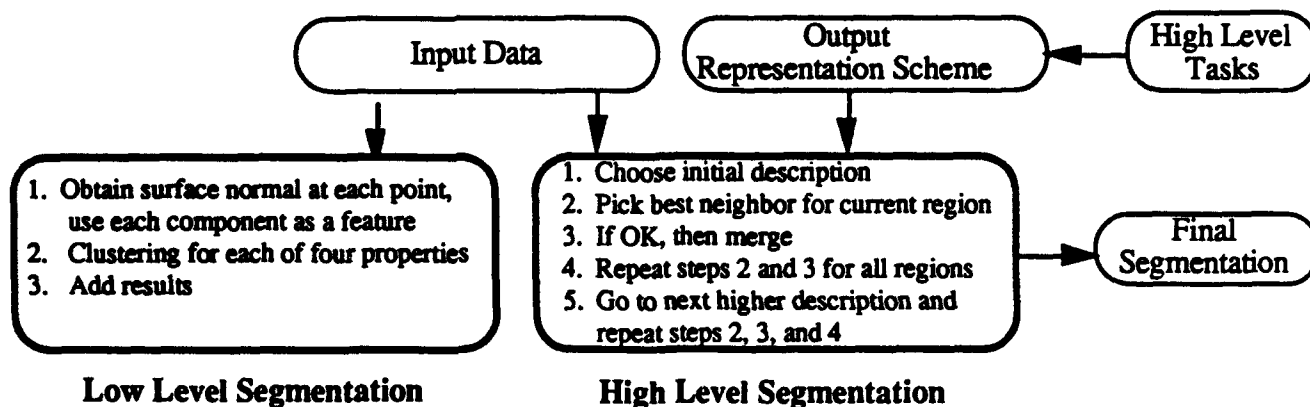 Input Data
Output
Representation Scheme
High Level
Tasks
1. Obtain surface normal at each point,
use each component as a feature
2. Clustering for each of four properties
3. Add results
1. Choose initial description
2. Pick best neighbor for current region
3. If OK, then merge
4. Repeat steps 2 and 3 for all regions
5. Go to next higher description and
repeat steps 2, 3, and 4
Final
Segmentation
Low Level Segmentation
High Level Segmentation